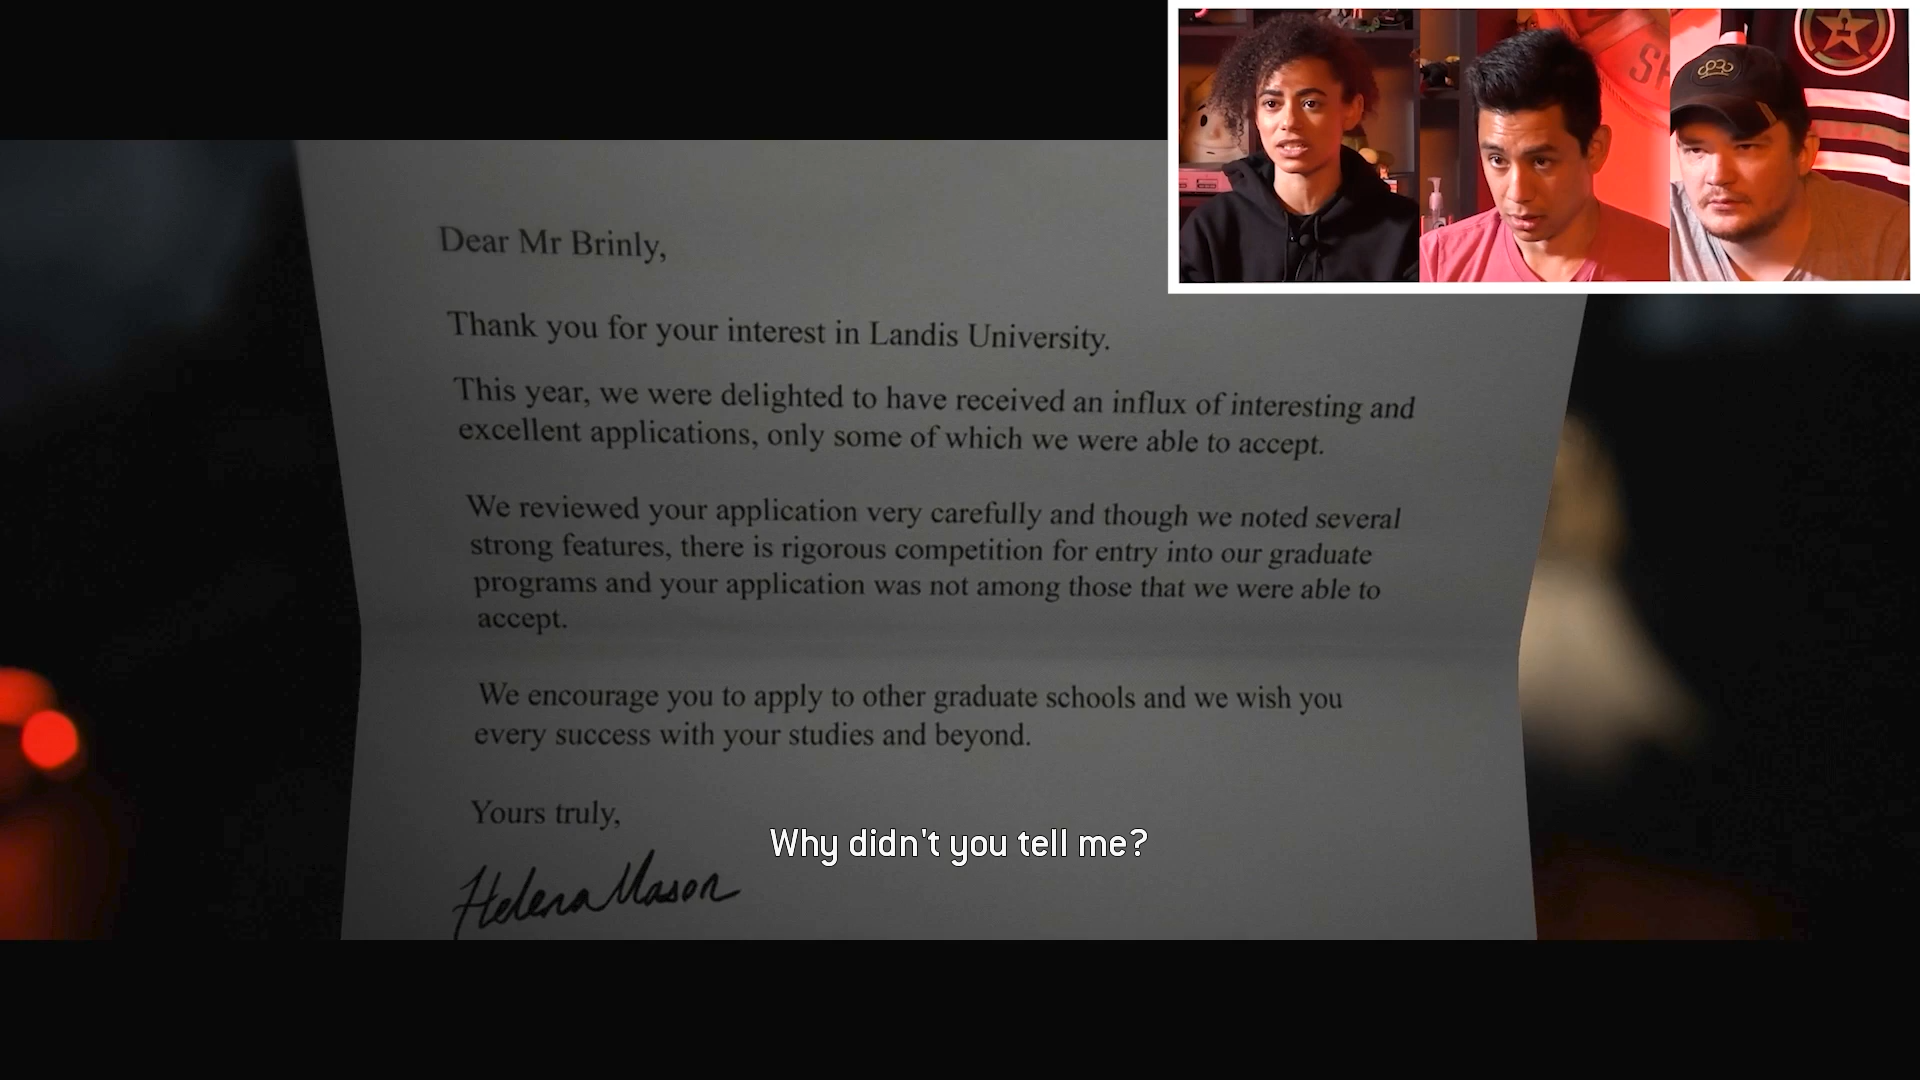 Dear Mr Brinly,
Thank you for your interest in Landis University.
This year, we were delighted to have received an influx of interesting and
excellent applications, only some of which we were able to accept.
We reviewed your application very carefully and though we noted several
strong features, there is rigorous competition for entry into our graduate
programs and your application was not among those that we were able to
accept.
We encourage you to apply to other graduate schools and we wish you
every success with your studies and beyond.
Yours truly,
Why didn't you tell me?
Helena Mason